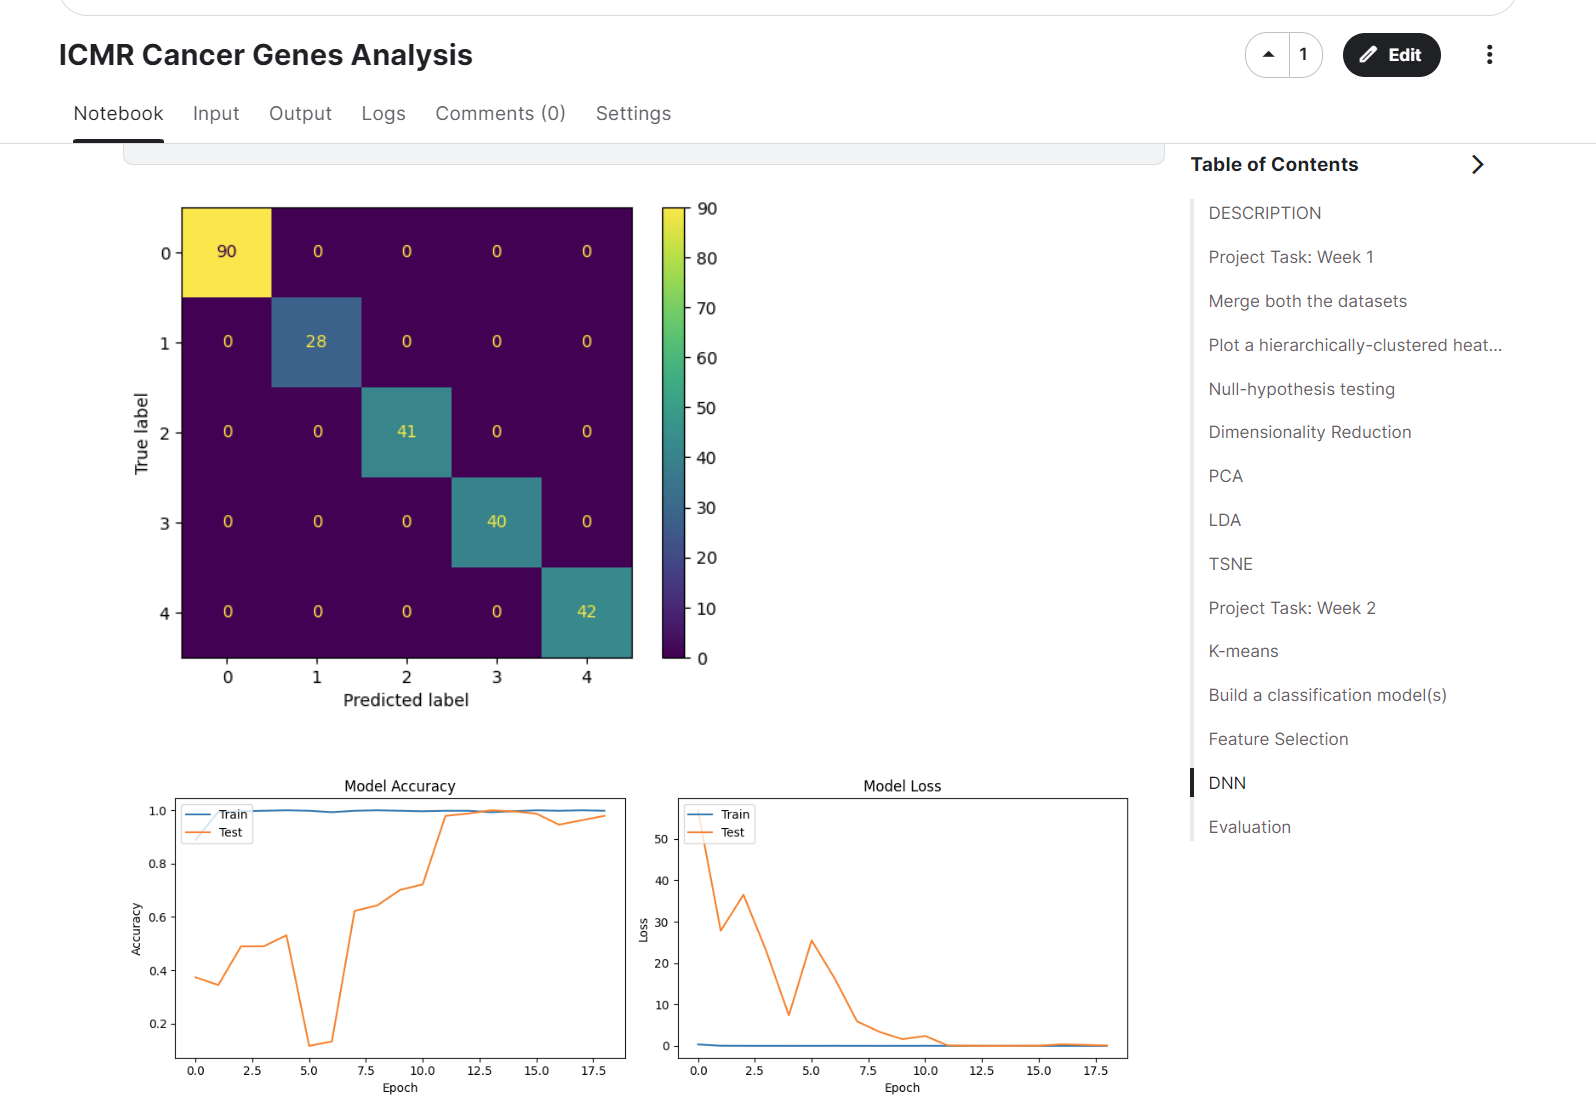 ICMR Cancer Genes Analysis
1
Edit
Notebook Input Output Logs Comments (0) Settings
Table of Contents
DESCRIPTION
Project Task: Week 1
Merge both the datasets
Plot a hierarchically-clustered heat...
Null-hypothesis testing
Dimensionality Reduction
PCA
LDA
TSNE
Project Task: Week 2
K-means
Build a classification model(s)
Feature Selection
DNN
Evaluation
True label
0 90 0 0 0 0
1 0 28 0 0 0
2 0 0 41 0 0
3 0 0 0 40 0
4 0 0 0 0 42
0 1 2 3 4
Predicted label
90
80
70
60
50
40
30
20
10
0
Model Accuracy
Train
Test
Accuracy
1.0
0.8
0.6
0.4
0.2
0.0 2.5 5.0 7.5 10.0 12.5 15.0 17.5
Epoch
Model Loss
Train
Test
Loss
50
40
30
20
10
0
0.0 2.5 5.0 7.5 10.0 12.5 15.0 17.5
Epoch